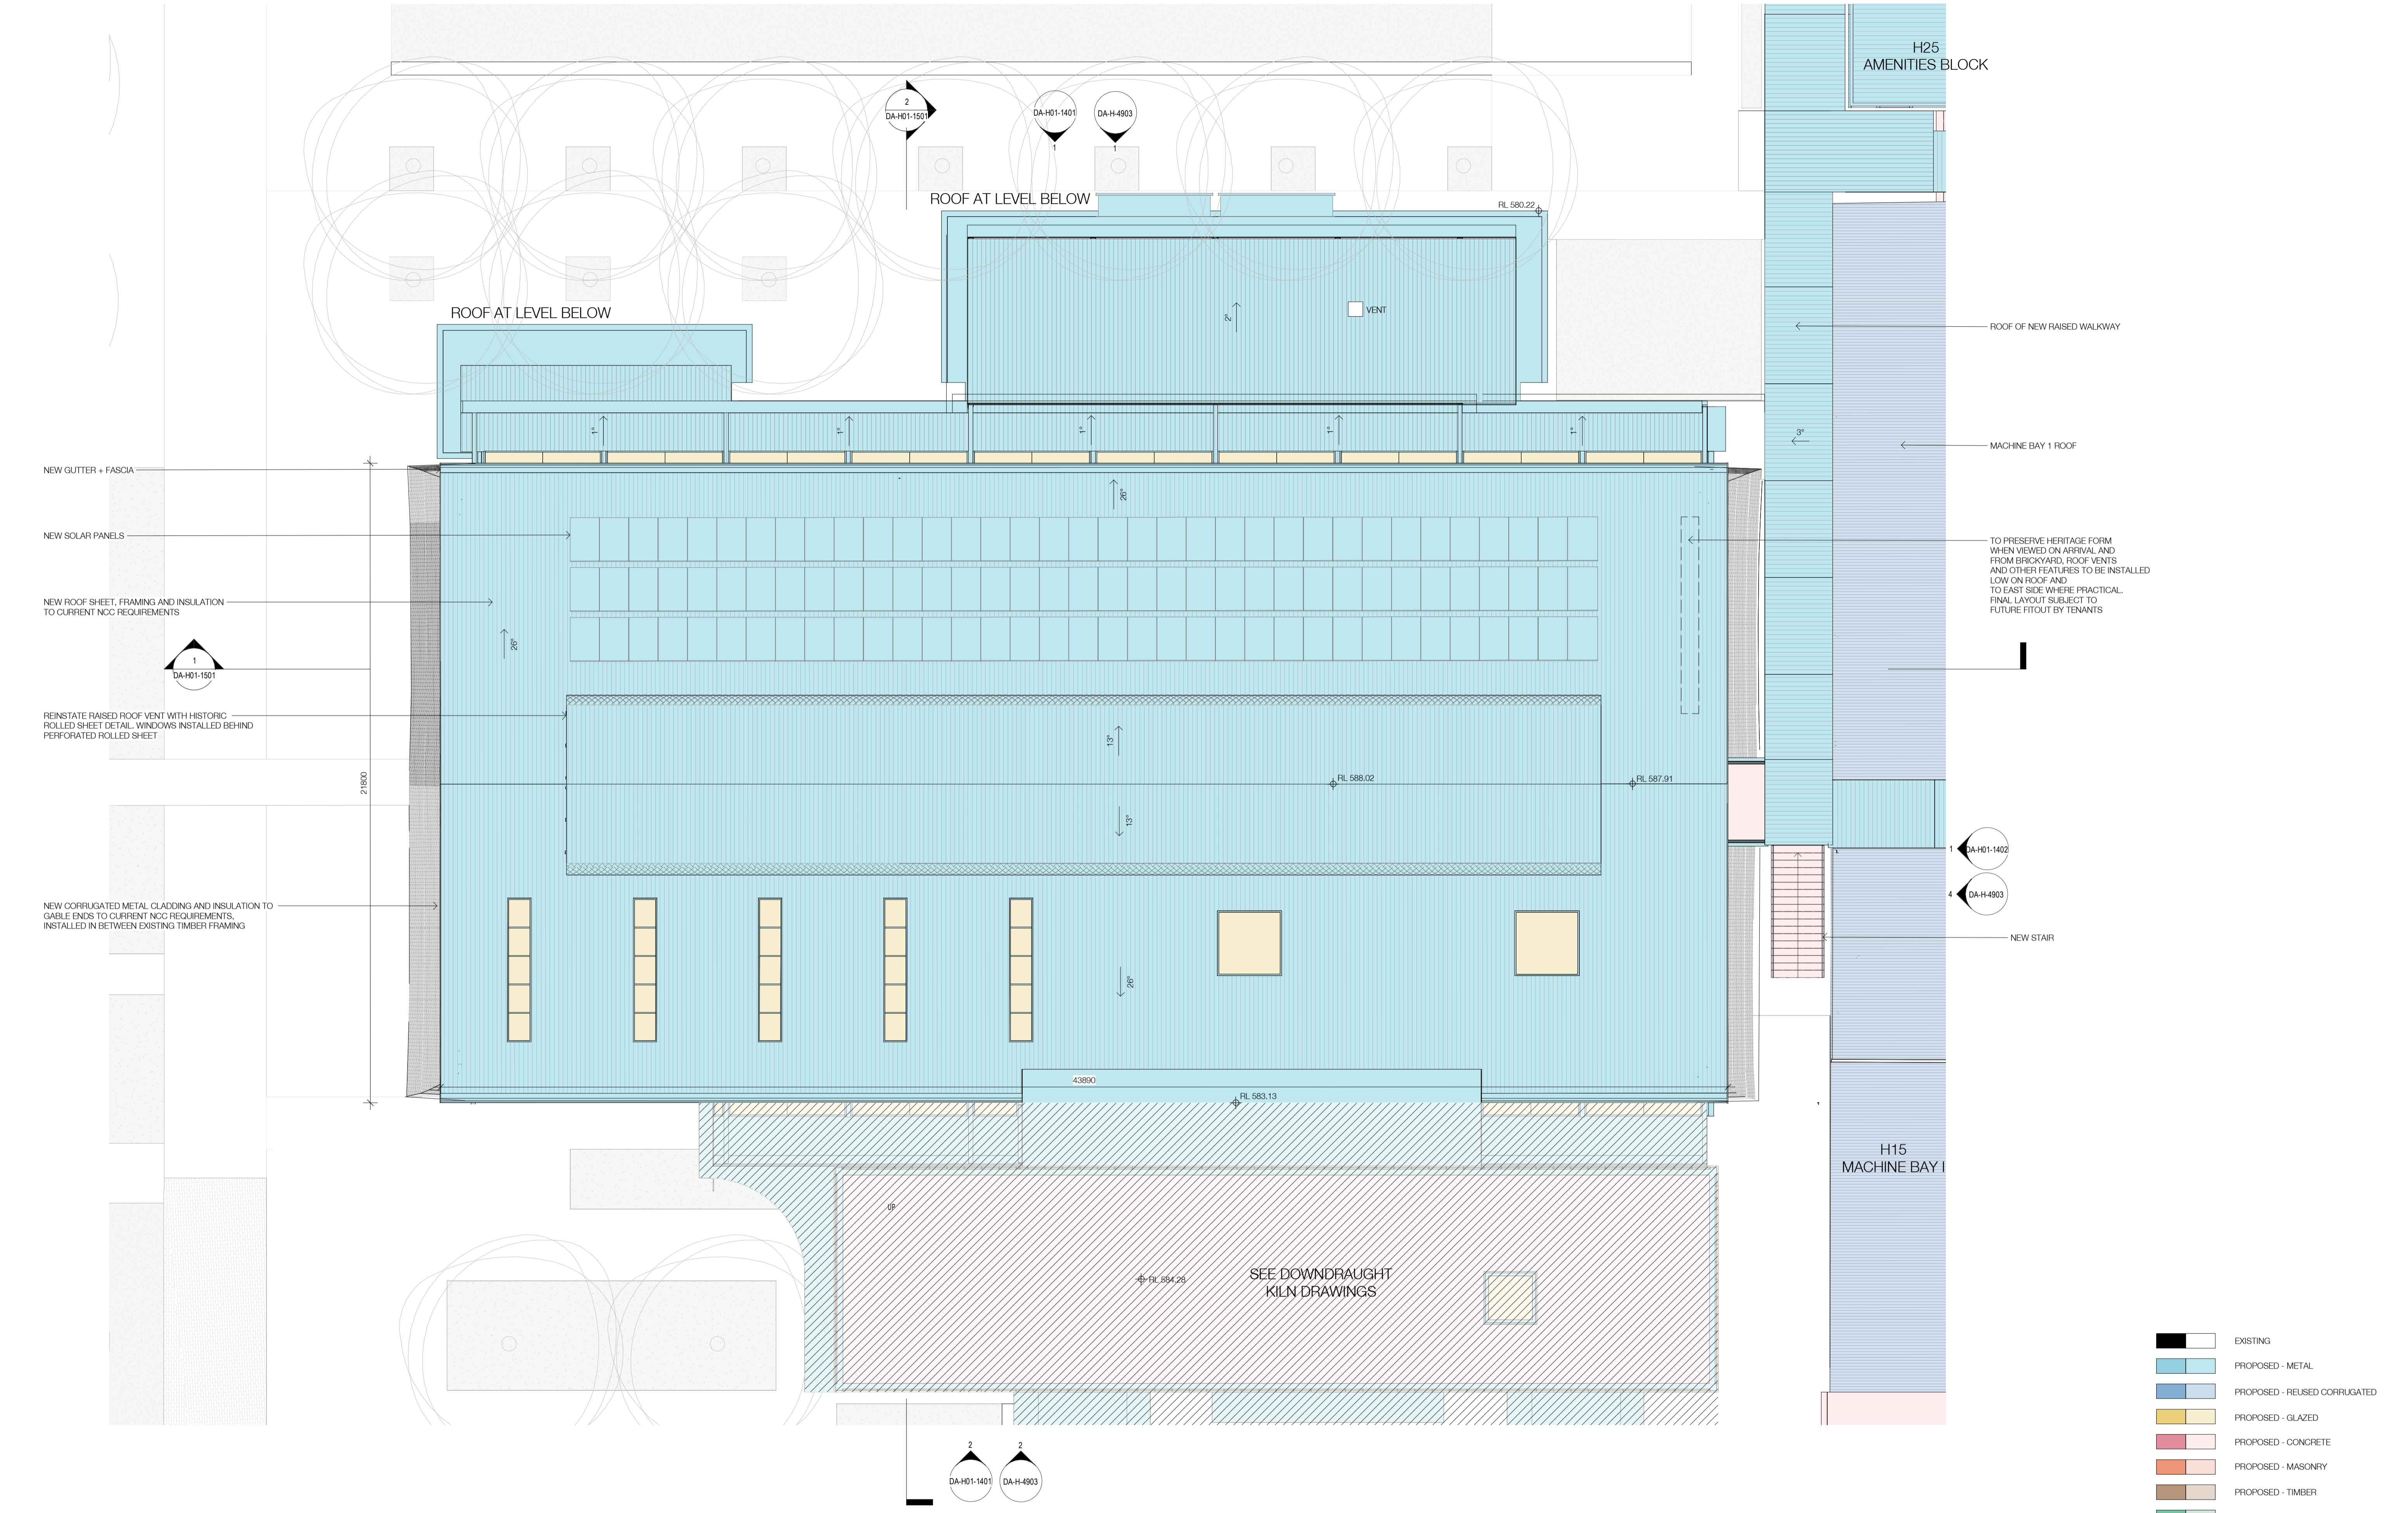 H25
AMENITIES BLOCK
2
DA-H01-1501
DA-H01-1401
1
DA-H-4903
1
ROOF AT LEVEL BELOW
RL 580.22
ROOF AT LEVEL BELOW
2°
VENT
ROOF OF NEW RAISED WALKWAY
1°
1°
1°
1°
1°
3°
MACHINE BAY 1 ROOF
NEW GUTTER + FASCIA
26°
NEW SOLAR PANELS
TO PRESERVE HERITAGE FORM
WHEN VIEWED ON ARRIVAL AND
FROM BRICKYARD, ROOF VENTS
AND OTHER FEATURES TO BE INSTALLED
LOW ON ROOF AND
TO EAST SIDE WHERE PRACTICAL.
FINAL LAYOUT SUBJECT TO
FUTURE FITOUT BY TENANTS
NEW ROOF SHEET, FRAMING AND INSULATION
TO CURRENT NCC REQUIREMENTS
26°
1
DA-H01-1501
REINSTATE RAISED ROOF VENT WITH HISTORIC
ROLLED SHEET DETAIL. WINDOWS INSTALLED BEHIND
PERFORATED ROLLED SHEET
13°
21800
RL 588.02
RL 587.91
13°
1
DA-H01-1402
4
DA-H-4903
NEW CORRUGATED METAL CLADDING AND INSULATION TO
GABLE ENDS TO CURRENT NCC REQUIREMENTS,
INSTALLED IN BETWEEN EXISTING TIMBER FRAMING
NEW STAIR
26°
43890
RL 583.13
H15
MACHINE BAY I
UP
RL 584.28
SEE DOWNDRAUGHT
KILN DRAWINGS
EXISTING
PROPOSED - METAL
PROPOSED - REUSED CORRUGATED
PROPOSED - GLAZED
PROPOSED - CONCRETE
PROPOSED - MASONRY
PROPOSED - TIMBER
2
DA-H01-1401
2
DA-H-4903